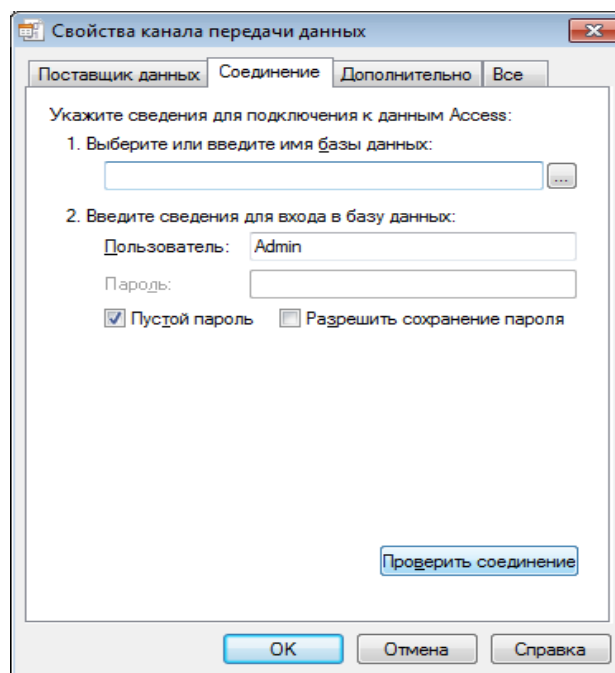 Свойства канала передачи данных
Поставщик данных Соединение Дополнительно Все
Укажите сведения для подключения к данным Access:
1. Выберите или введите имя базы данных:
...
2. Введите сведения для входа в базу данных:
Пользователь: Admin
Пароль:
Пустой пароль Разрешить сохранение пароля
Проверить соединение
OK Отмена Справка